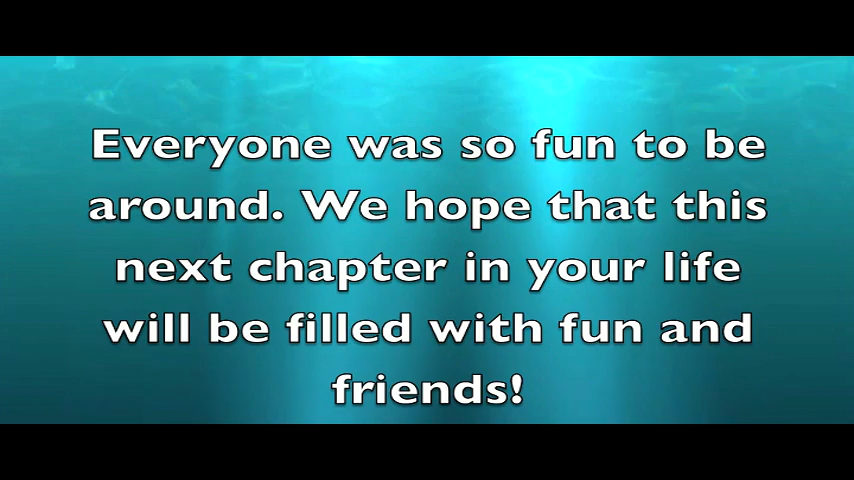 Everyone was so fun to be
around. We hope that this
next chapter in your life
will be filled with fun and
friends!